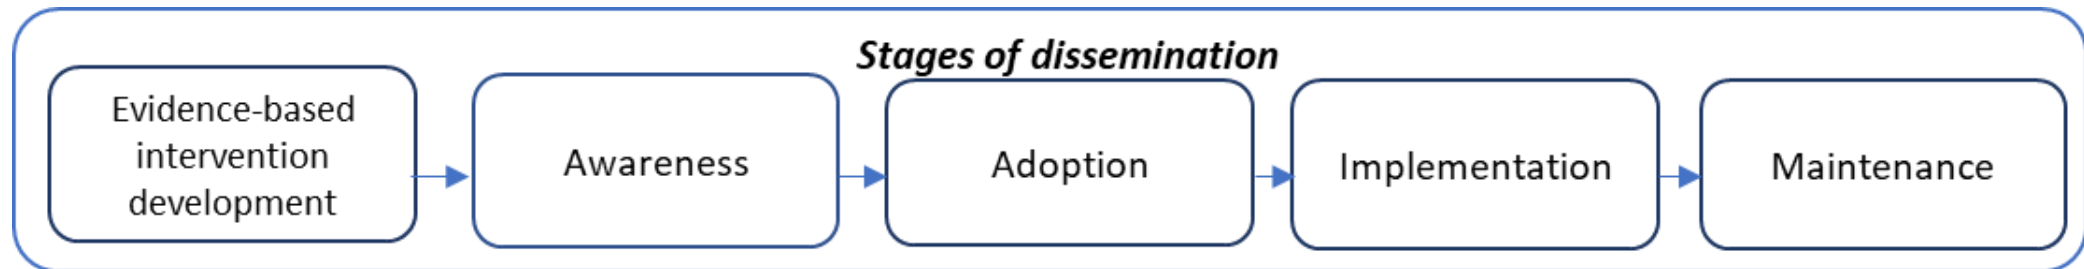 Stages of dissemination
Evidence-based
intervention
development
Awareness
Adoption
Implementation
Maintenance